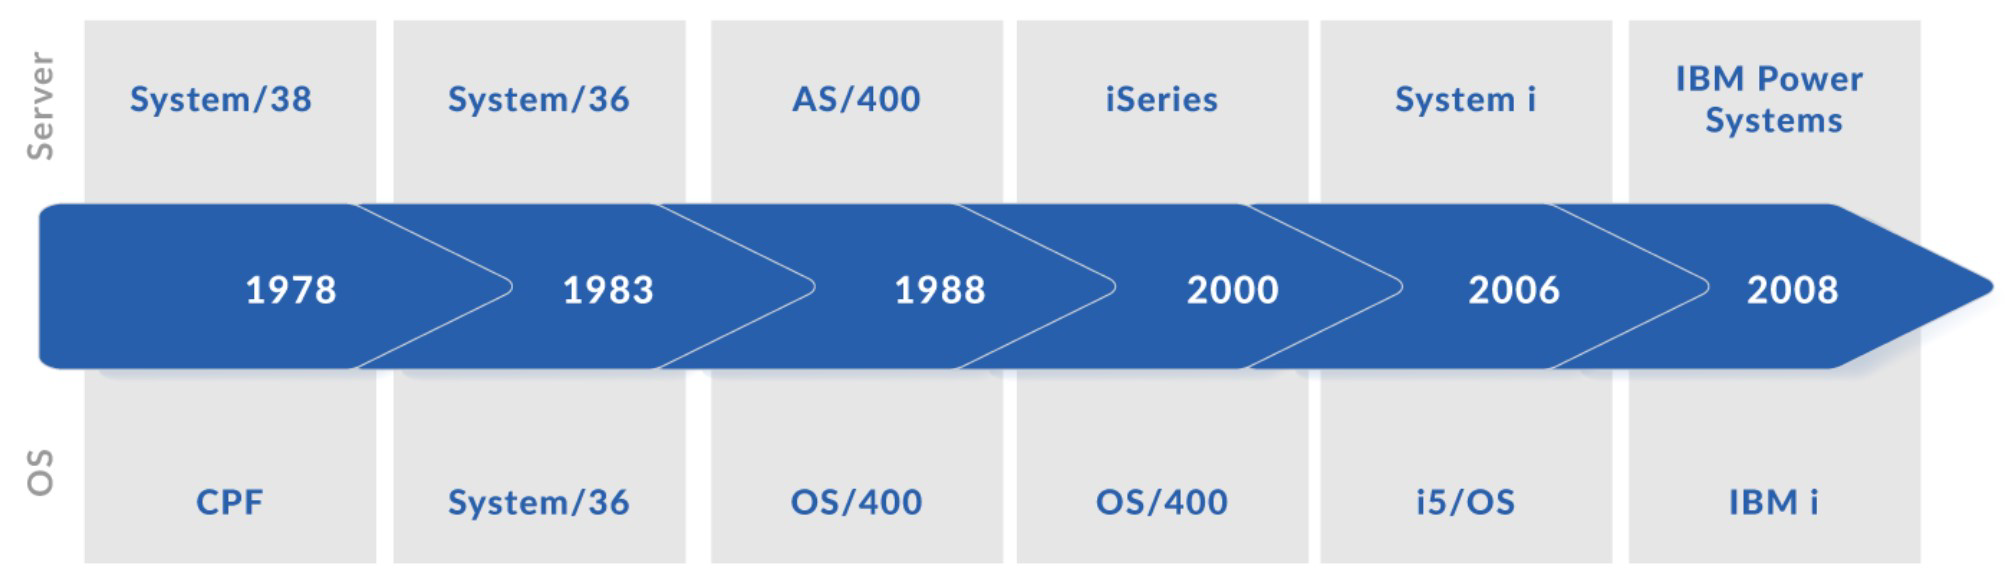 Server
System/38
System/36
AS/400
iSeries
System i
IBM Power
Systems
1978
1983
1988
2000
2006
2008
OS
CPF
System/36
OS/400
OS/400
i5/OS
IBM i